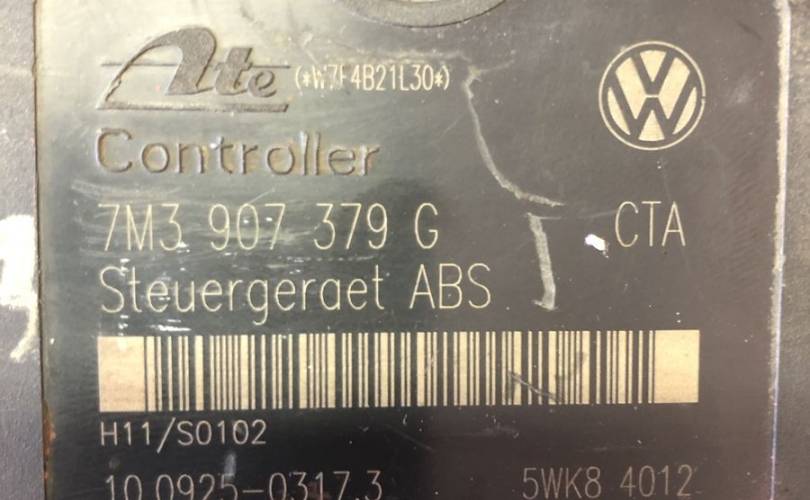 Ate (*W7F4B21L30*)
Controller
7M3 907 379 G CTA
Steuergeraet ABS
H11/S0102
10.0925-0317.3 5WK8 4012